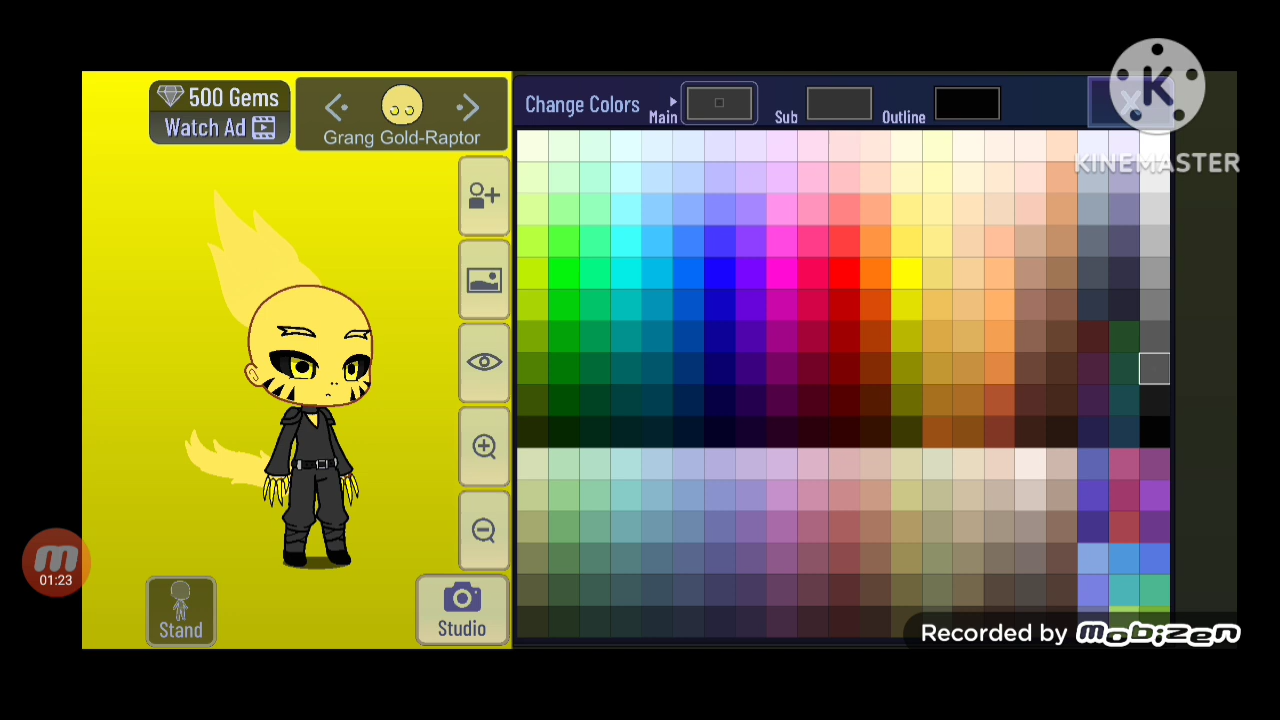 500 Gems
Watch Ad
Grang Gold-Raptor
Change Colors
Main
Sub
Outline
X
K
KINEMASTER
01:23
Stand
Studio
Recorded by mobizen